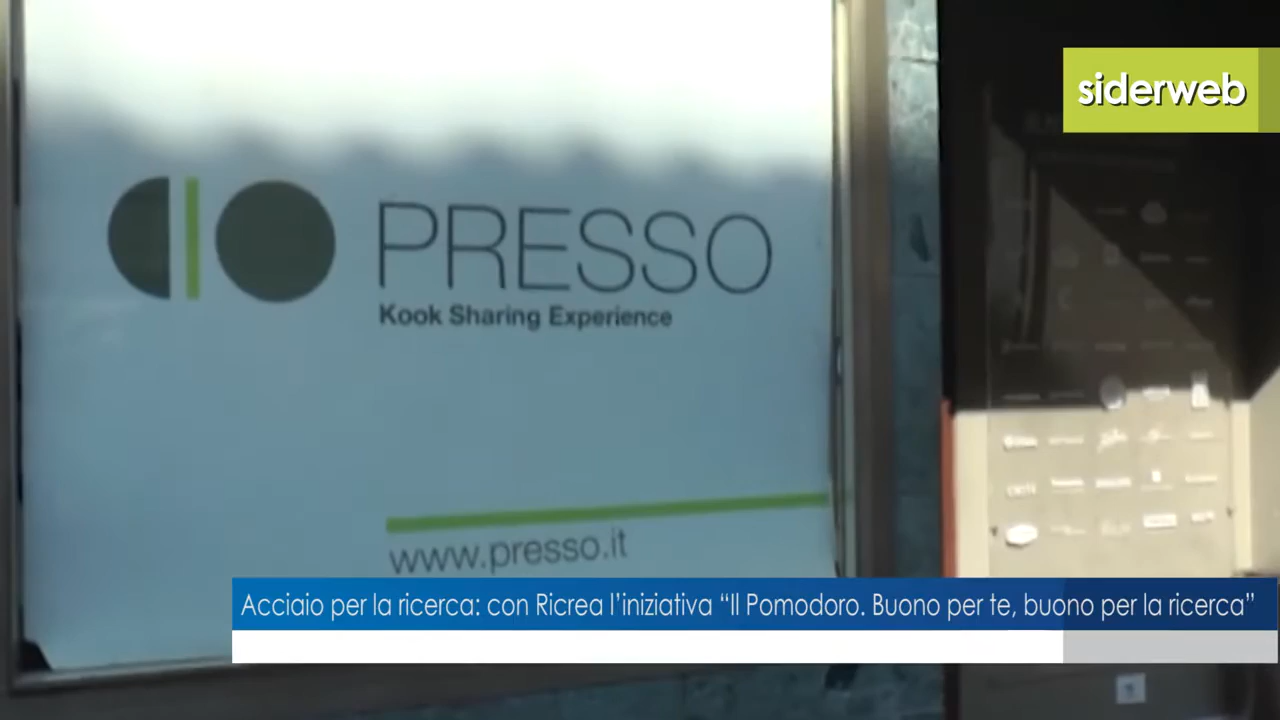 siderweb
PRESSO
Kook Sharing Experience
www.presso.it
Acciaio per la ricerca: con Ricrea l’iniziativa “Il Pomodoro. Buono per te, buono per la ricerca”